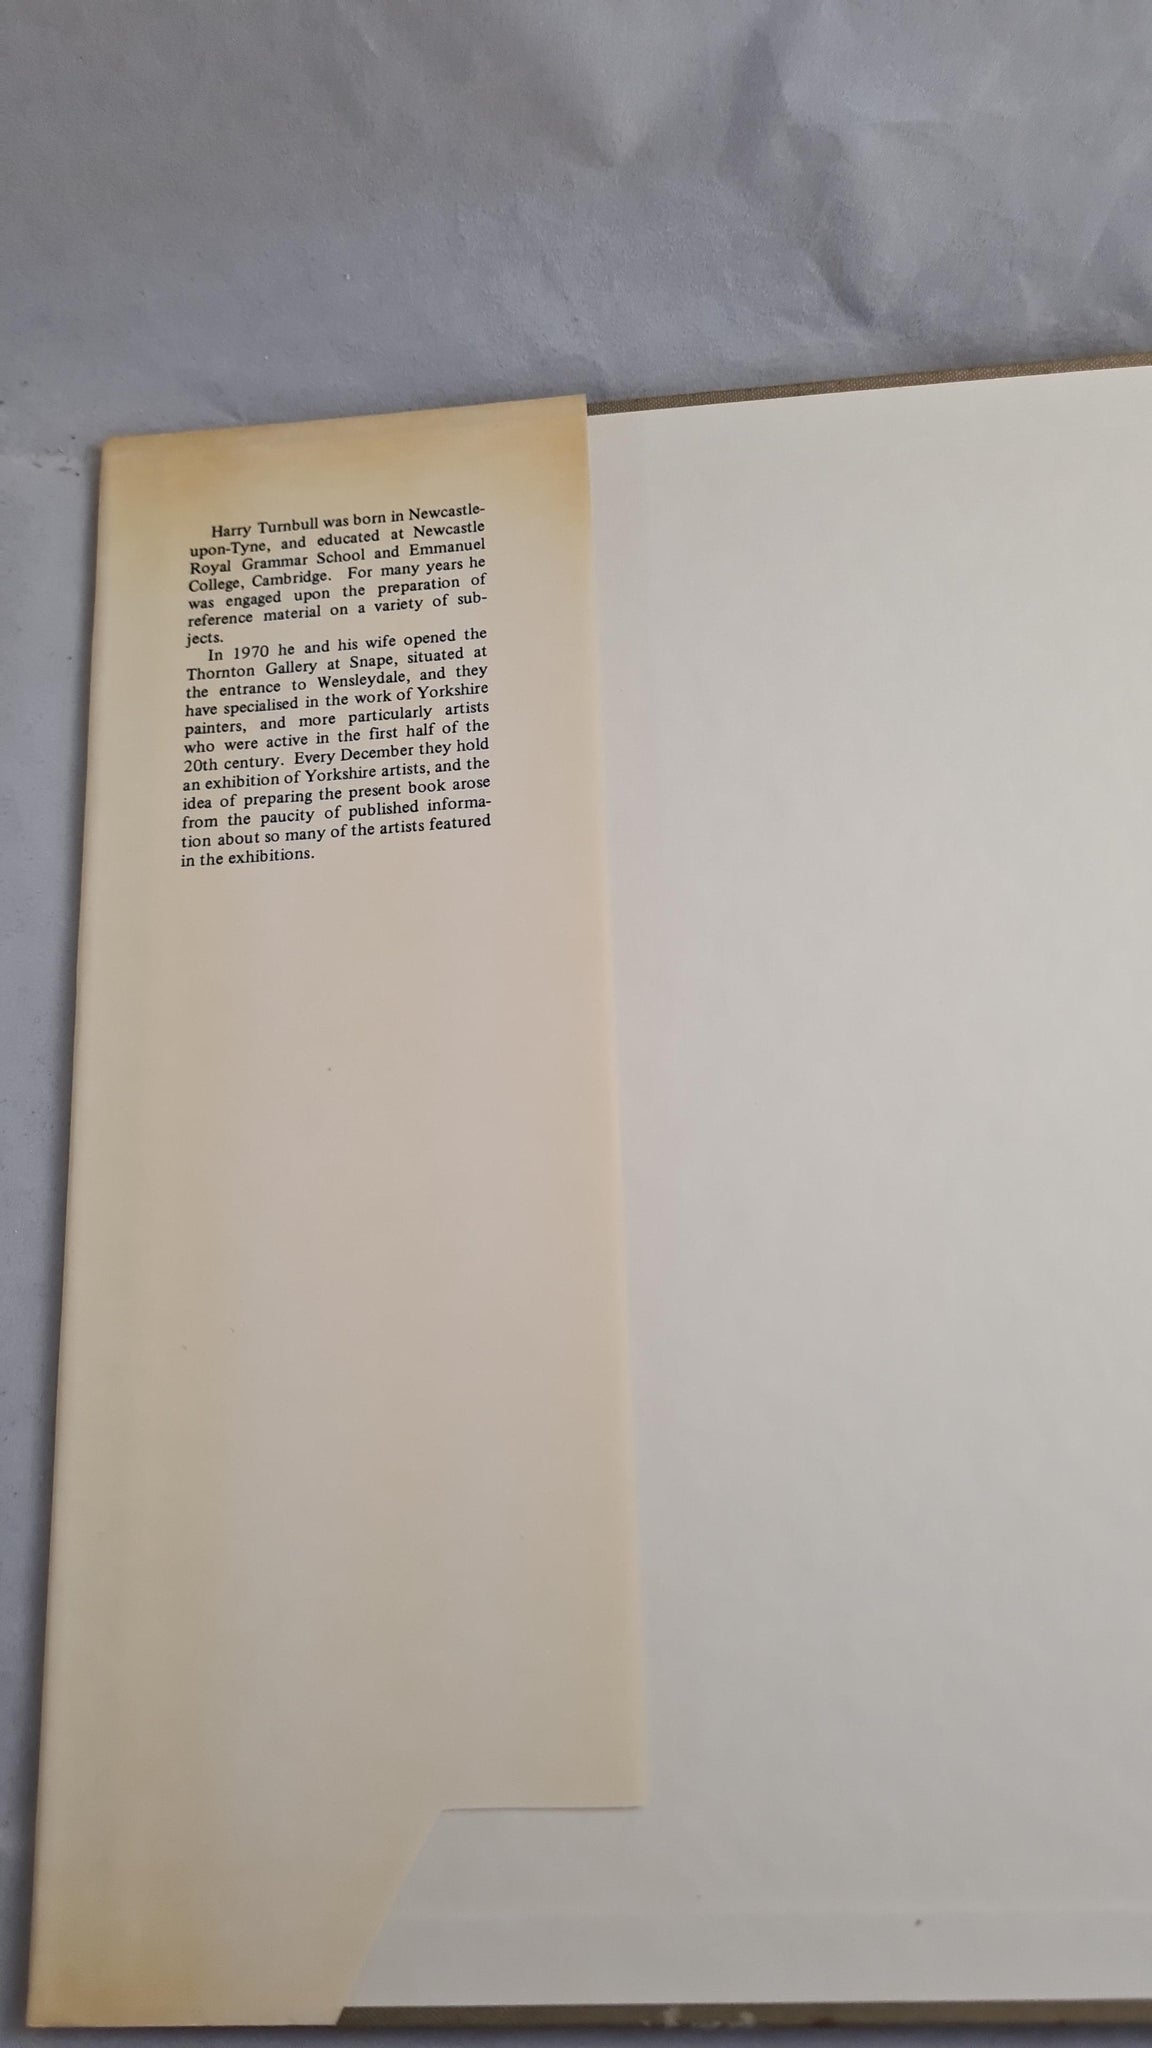 Harry Turnbull was born in Newcastle-
upon-Tyne, and educated at Newcastle
Royal Grammar School and Emmanuel
College, Cambridge. For many years he
was engaged upon the preparation of
reference material on a variety of sub-
jects.
In 1970 he and his wife opened the
Thornton Gallery at Snape, situated at
the entrance to Wensleydale, and they
have specialised in the work of Yorkshire
painters, and more particularly artists
who were active in the first half of the
20th century. Every December they hold
an exhibition of Yorkshire artists, and the
idea of preparing the present book arose
from the paucity of published informa-
tion about so many of the artists featured
in the exhibitions.